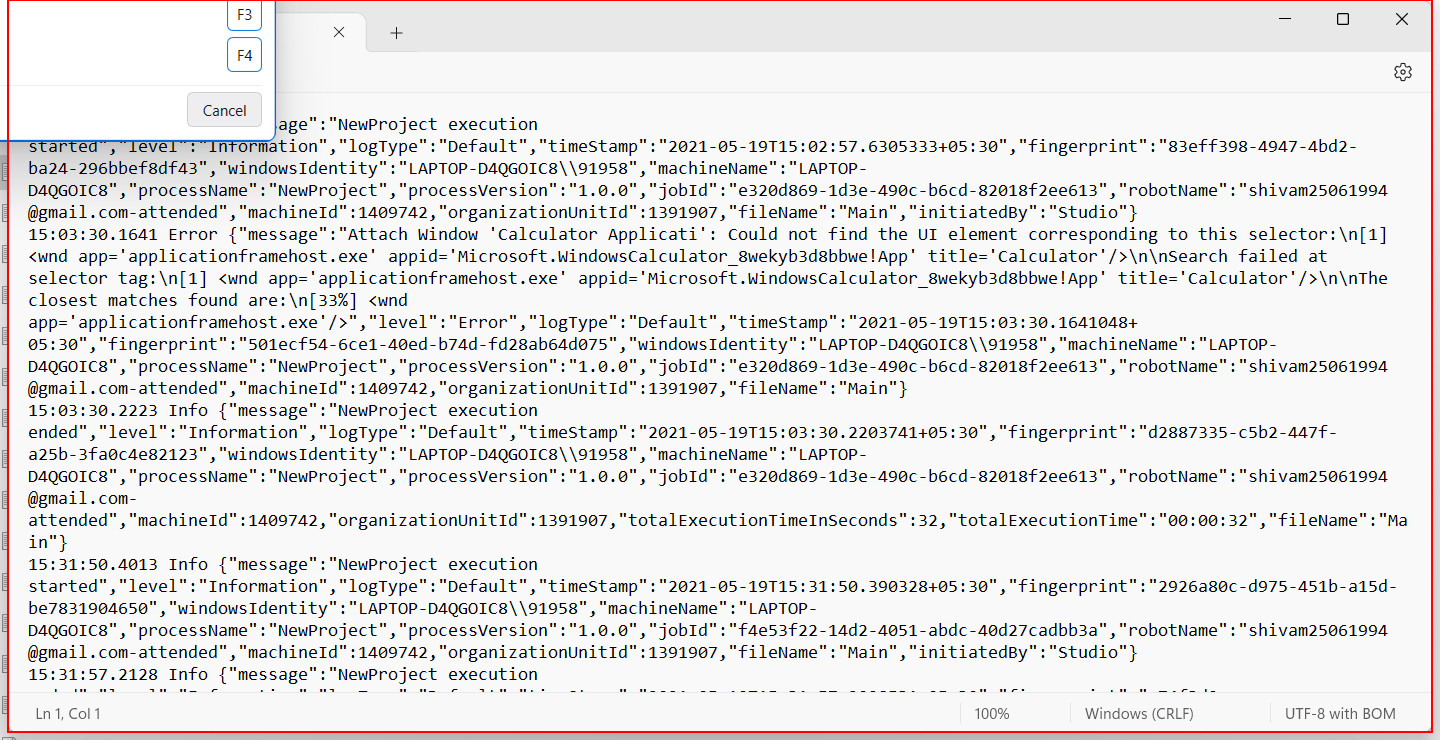 F3
F4
Cancel
sage":"NewProject execution
started","level":"Information","logType":"Default","timeStamp":"2021-05-19T15:02:57.6305333+05:30","fingerprint":"83eff398-4947-4bd2-
ba24-296bbef8df43","windowsIdentity":"LAPTOP-D4QGOIC8\\91958","machineName":"LAPTOP-
D4QGOIC8","processName":"NewProject","processVersion":"1.0.0","jobId":"e320d869-1d3e-490c-b6cd-82018f2ee613","robotName":"shivam25061994
@gmail.com-attended","machineId":1409742,"organizationUnitId":1391907,"fileName":"Main","initiatedBy":"Studio"}
15:03:30.1641 Error {"message":"Attach Window 'Calculator Applicati': Could not find the UI element corresponding to this selector:\n[1]
<wnd app='applicationframehost.exe' appid='Microsoft.WindowsCalculator_8wekyb3d8bbwe!App' title='Calculator'/>\n\nSearch failed at
selector tag:\n[1] <wnd app='applicationframehost.exe' appid='Microsoft.WindowsCalculator_8wekyb3d8bbwe!App' title='Calculator'/>\n\nThe
closest matches found are:\n[33%] <wnd
app='applicationframehost.exe'/>","level":"Error","logType":"Default","timeStamp":"2021-05-19T15:03:30.1641048+
05:30","fingerprint":"501ecf54-6ce1-40ed-b74d-fd28ab64d075","windowsIdentity":"LAPTOP-D4QGOIC8\\91958","machineName":"LAPTOP-
D4QGOIC8","processName":"NewProject","processVersion":"1.0.0","jobId":"e320d869-1d3e-490c-b6cd-82018f2ee613","robotName":"shivam25061994
@gmail.com-attended","machineId":1409742,"organizationUnitId":1391907,"fileName":"Main"}
15:03:30.2223 Info {"message":"NewProject execution
ended","level":"Information","logType":"Default","timeStamp":"2021-05-19T15:03:30.2203741+05:30","fingerprint":"d2887335-c5b2-447f-
a25b-3fa0c4e82123","windowsIdentity":"LAPTOP-D4QGOIC8\\91958","machineName":"LAPTOP-
D4QGOIC8","processName":"NewProject","processVersion":"1.0.0","jobId":"e320d869-1d3e-490c-b6cd-82018f2ee613","robotName":"shivam25061994
@gmail.com-
attended","machineId":1409742,"organizationUnitId":1391907,"totalExecutionTimeInSeconds":32,"totalExecutionTime":"00:00:32","fileName":"Ma
in"}
15:31:50.4013 Info {"message":"NewProject execution
started","level":"Information","logType":"Default","timeStamp":"2021-05-19T15:31:50.390328+05:30","fingerprint":"2926a80c-d975-451b-a15d-
be7831904650","windowsIdentity":"LAPTOP-D4QGOIC8\\91958","machineName":"LAPTOP-
D4QGOIC8","processName":"NewProject","processVersion":"1.0.0","jobId":"f4e53f22-14d2-4051-abdc-40d27cadbb3a","robotName":"shivam25061994
@gmail.com-attended","machineId":1409742,"organizationUnitId":1391907,"fileName":"Main","initiatedBy":"Studio"}
15:31:57.2128 Info {"message":"NewProject execution
Ln 1, Col 1
100%
Windows (CRLF)
UTF-8 with BOM